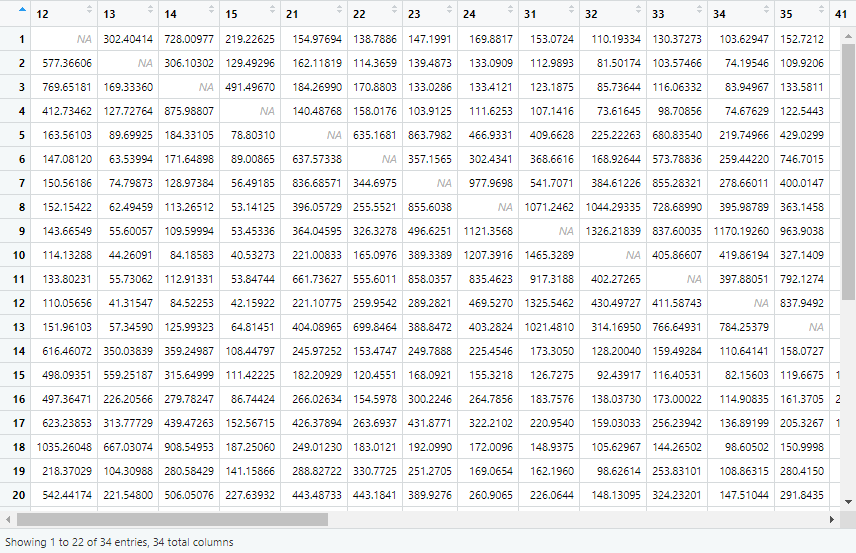 12 13 14 15 21 22 23 24 31 32 33 34 35 41
1 NA 302.40414 728.00977 219.22625 154.97694 138.7886 147.1991 169.8817 153.0724 110.19334 130.37273 103.62947 152.7212
2 577.36606 NA 306.10302 129.49296 162.11819 114.3659 139.4873 133.0909 112.9893 81.50174 103.57466 74.19546 109.9206
3 769.65181 169.33360 NA 491.49670 184.26990 170.8803 133.0286 133.4121 123.1875 85.73644 116.06332 83.94967 133.5811
4 412.73462 127.72764 875.98807 NA 140.48768 158.0176 103.9125 111.6253 107.1416 73.61645 98.70856 74.67629 122.5443
5 163.56103 89.69925 184.33105 78.80310 NA 635.1681 863.7982 466.9331 409.6628 225.22263 680.83540 219.74966 429.0299
6 147.08120 63.53994 171.64898 89.00865 637.57338 NA 357.1565 302.4341 368.6616 168.92644 573.78836 259.44220 746.7015
7 150.56186 74.79873 128.97384 56.49185 836.68571 344.6975 NA 977.9698 541.7071 384.61226 855.28321 278.66011 400.0147
8 152.15422 62.49459 113.26512 53.14125 396.05729 255.5521 855.6038 NA 1071.2462 1044.29335 728.68990 395.98789 363.1458
9 143.66549 55.60057 109.59994 53.45336 364.04595 326.3278 496.6251 1121.3568 NA 1326.21839 837.60035 1170.19260 963.9038
10 114.13288 44.26091 84.18583 40.53273 221.00833 165.0976 389.3389 1207.3916 1465.3289 NA 405.86607 419.86194 327.1409
11 133.80231 55.73062 112.91331 53.84744 661.73627 555.6011 858.0357 835.4623 917.3188 402.27265 NA 397.88051 792.1274
12 110.05656 41.31547 84.52253 42.15922 221.10775 259.9542 289.2821 469.5270 1325.5462 430.49727 411.58743 NA 837.9492
13 151.96103 57.34590 125.99323 64.81451 404.08965 699.8464 388.8472 403.2824 1021.4810 314.16950 766.64931 784.25379 NA
14 616.46072 350.03839 359.24987 108.44797 245.97252 153.4747 249.7888 225.4546 173.3050 128.20040 159.49284 110.64141 158.0727
15 498.09351 559.25187 315.64999 111.42225 182.20929 120.4551 168.0921 155.3218 126.7275 92.43917 116.40531 82.15603 119.6675 1
16 497.36471 226.20566 279.78247 86.74424 266.02634 154.5978 300.2246 264.7856 183.7576 138.03730 173.00022 114.90835 161.3705 2
17 623.23853 313.77729 439.47263 152.56715 426.37894 263.6937 431.8771 322.2102 220.9540 159.03033 256.23942 136.89199 205.3267 1
18 1035.26048 667.03074 908.54953 187.25060 249.01230 183.0121 192.0990 172.0096 148.9375 105.62967 144.26502 98.60502 150.9998
19 218.37029 104.30988 280.58429 141.15866 288.82722 330.7725 251.2705 169.0654 162.1960 98.62614 253.83101 108.86315 280.4150
20 542.44174 221.54800 506.05076 227.63932 443.48733 443.1841 389.9276 260.9065 226.0644 148.13095 324.23201 147.51044 291.8435
Showing 1 to 22 of 34 entries, 34 total columns